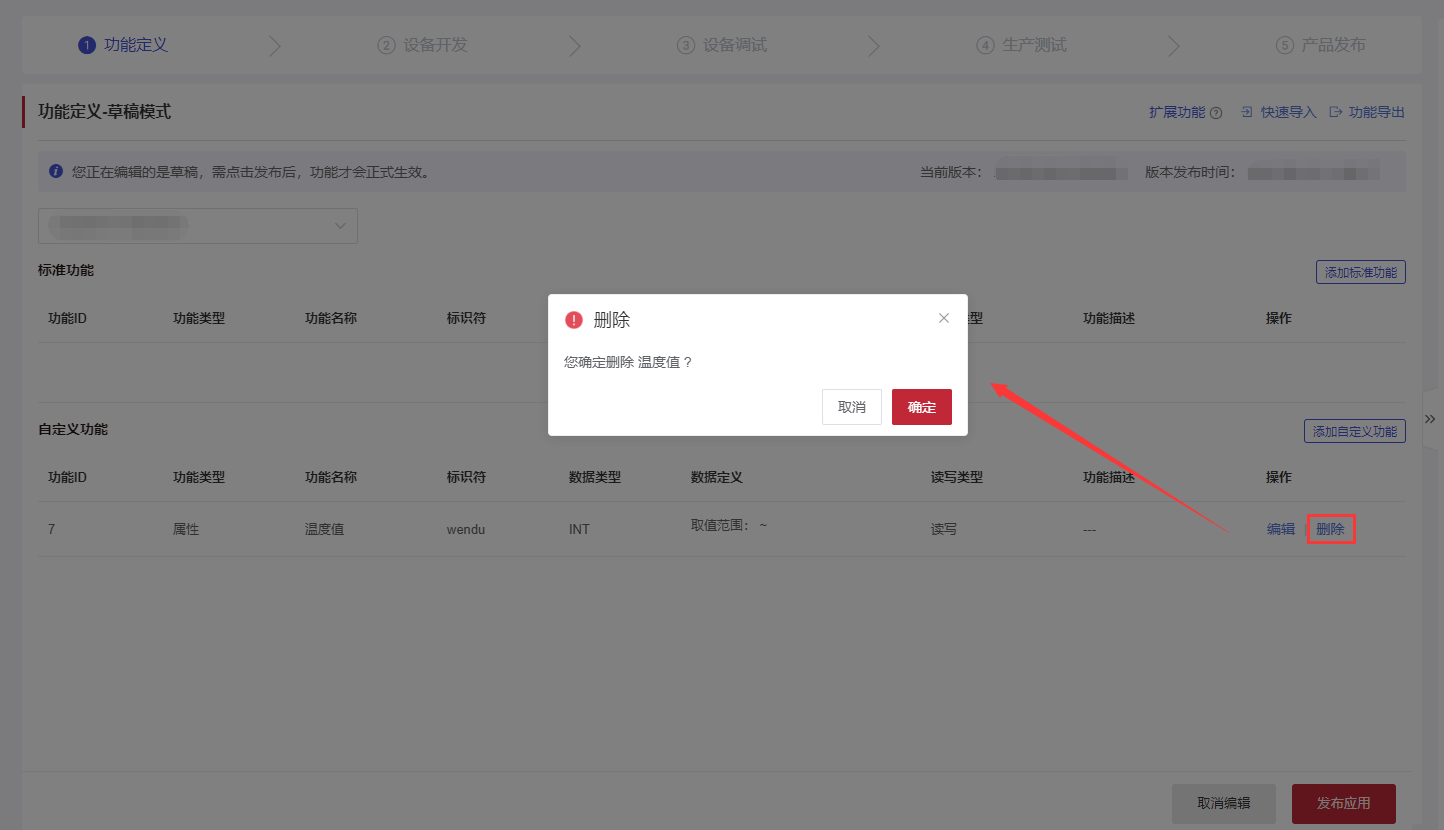 1 功能定义 2 设备开发 3 设备调试 4 生产测试 5 产品发布
功能定义-草稿模式 扩展功能 ? 快速导入 功能导出
您正在编辑的是草稿，需点击发布后，功能才会正式生效。 当前版本： 版本发布时间：
标准功能 添加标准功能
功能ID 功能类型 功能名称 标识符 型 功能描述 操作
删除
您确定删除 温度值 ?
取消 确定
自定义功能 添加自定义功能
功能ID 功能类型 功能名称 标识符 数据类型 数据定义 读写类型 功能描述 操作
7 属性 温度值 wendu INT 取值范围： ~ 读写 --- 编辑 | 删除
取消编辑 发布应用